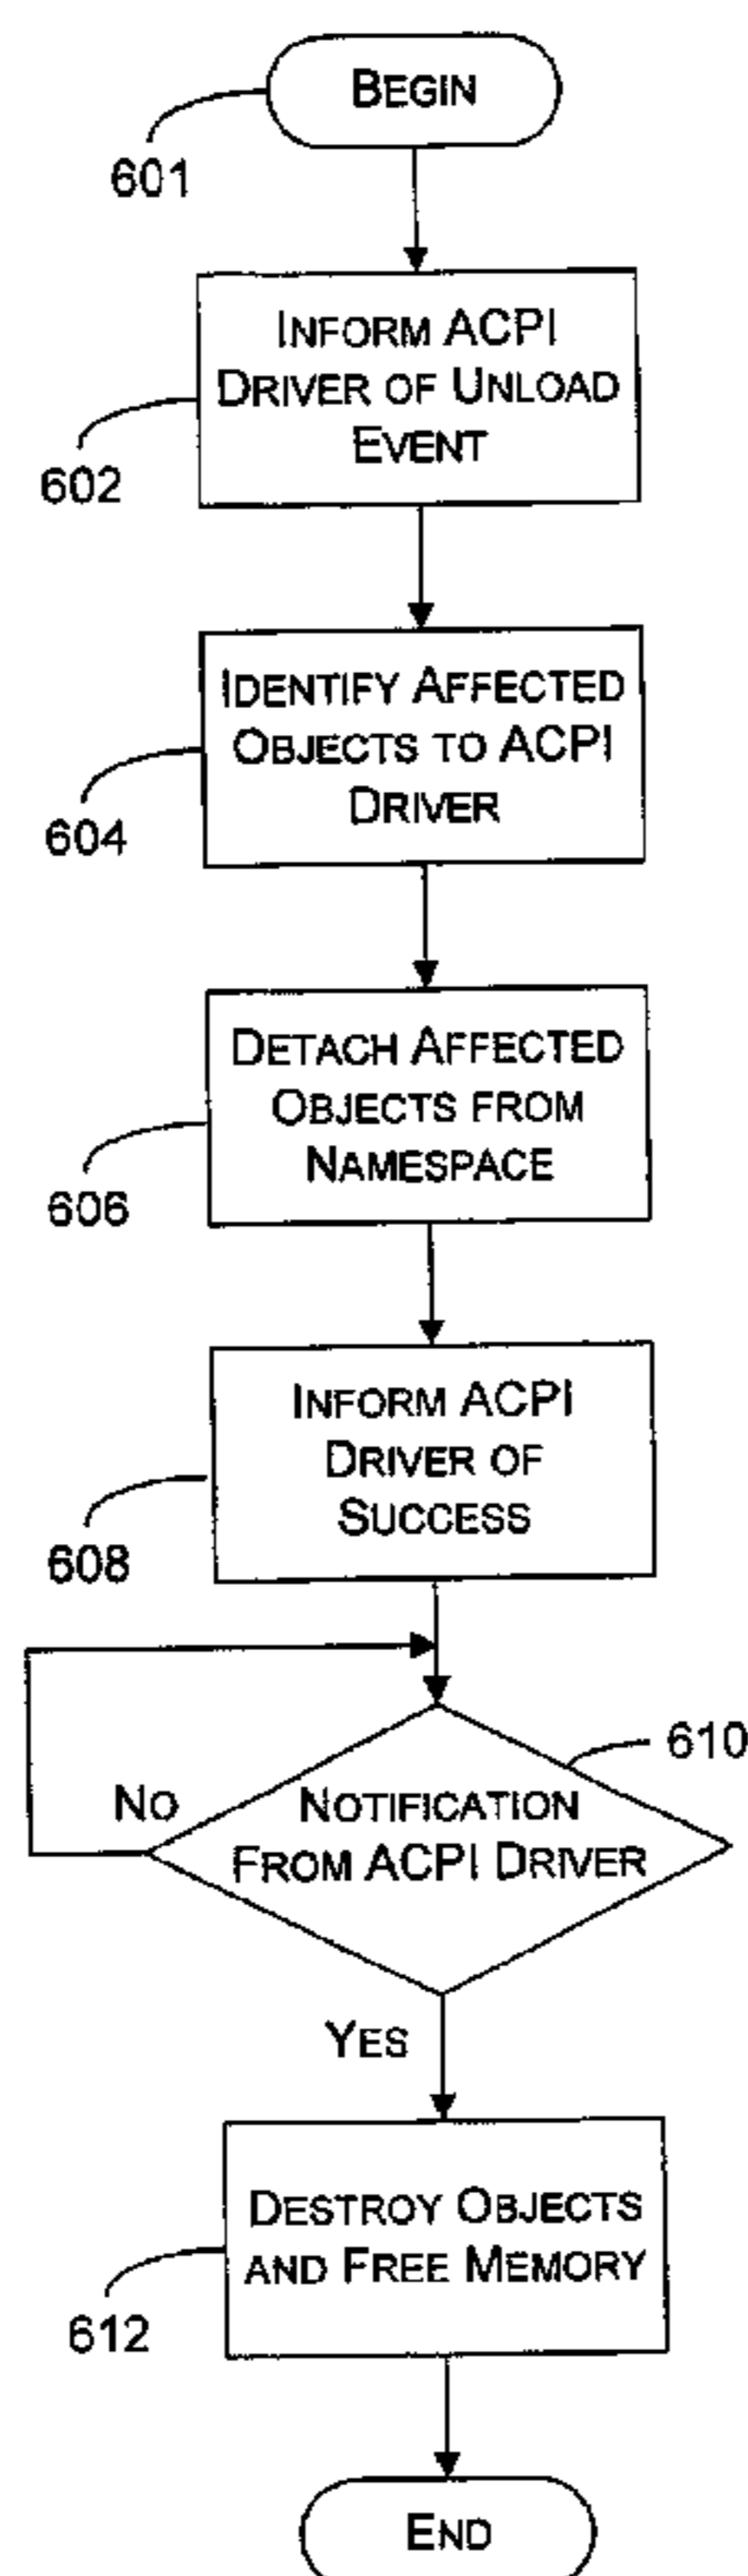 BEGIN
601
INFORM ACPI
DRIVER OF UNLOAD
EVENT
602
IDENTIFY AFFECTED
OBJECTS TO ACPI
DRIVER
604
DETACH AFFECTED
OBJECTS FROM
NAMESPACE
606
INFORM ACPI
DRIVER OF
SUCCESS
608
610
NO
NOTIFICATION
FROM ACPI DRIVER
YES
DESTROY OBJECTS
AND FREE MEMORY
612
END